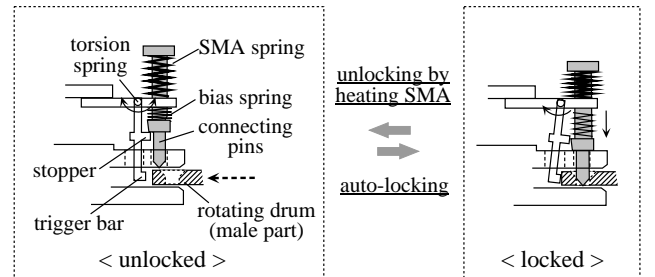 torsion
spring
SMA spring
bias spring
connecting
pins
stopper
trigger bar
rotating drum
(male part)
< unlocked >
unlocking by
heating SMA
auto-locking
< locked >